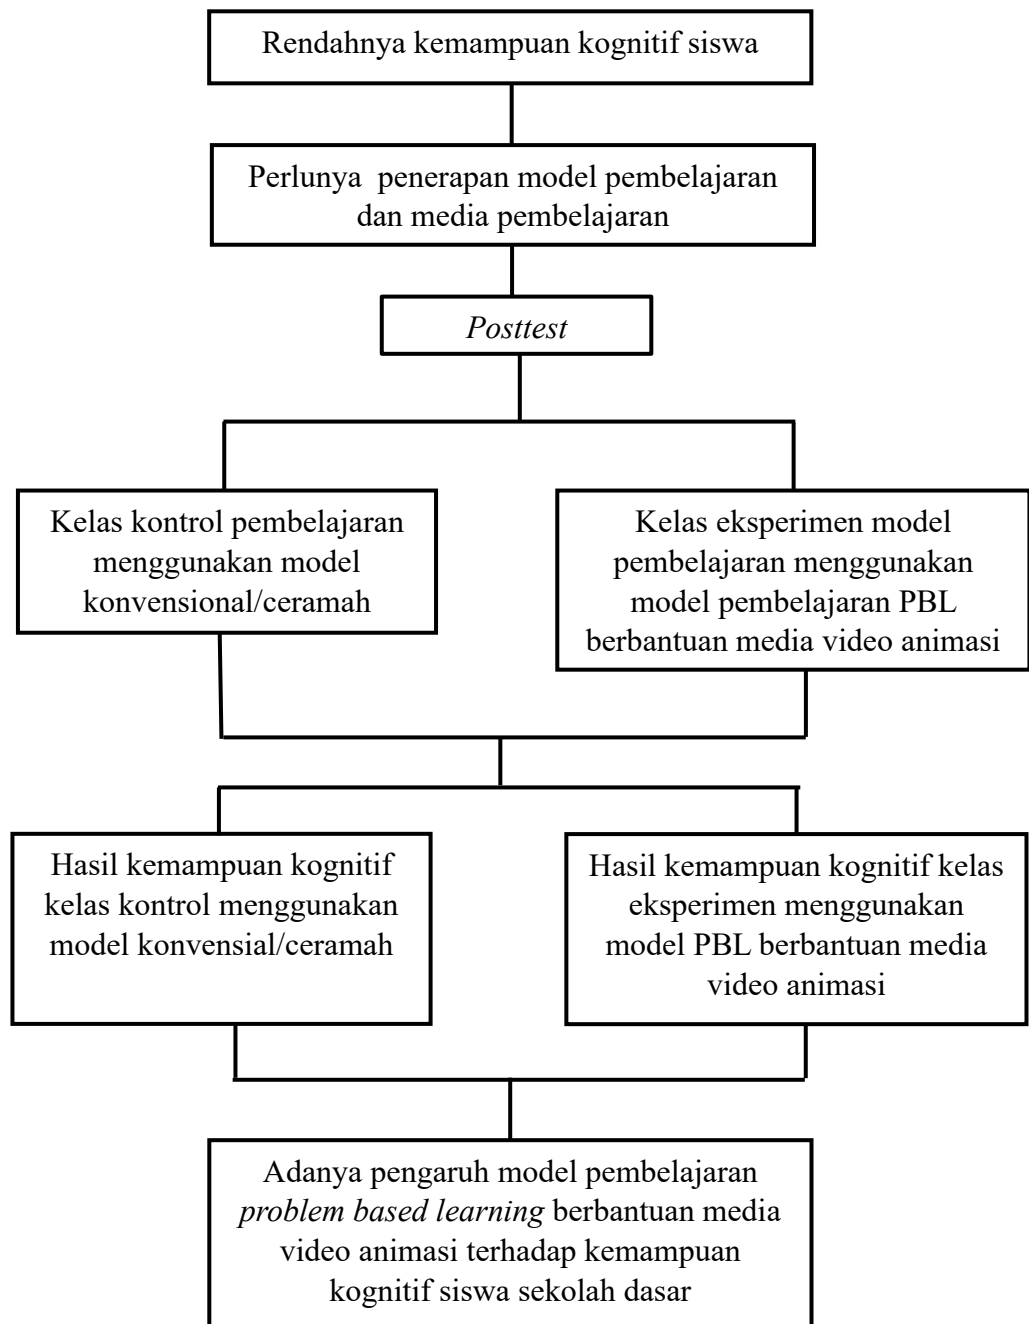 Rendahnya kemampuan kognitif siswa
Perlunya penerapan model pembelajaran
dan media pembelajaran
Posttest
Kelas kontrol pembelajaran
menggunakan model
konvensional/ceramah
Kelas eksperimen model
pembelajaran menggunakan
model pembelajaran PBL
berbantuan media video animasi
Hasil kemampuan kognitif
kelas kontrol menggunakan
model konvensial/ceramah
Hasil kemampuan kognitif kelas
eksperimen menggunakan
model PBL berbantuan media
video animasi
Adanya pengaruh model pembelajaran
problem based learning berbantuan media
video animasi terhadap kemampuan
kognitif siswa sekolah dasar